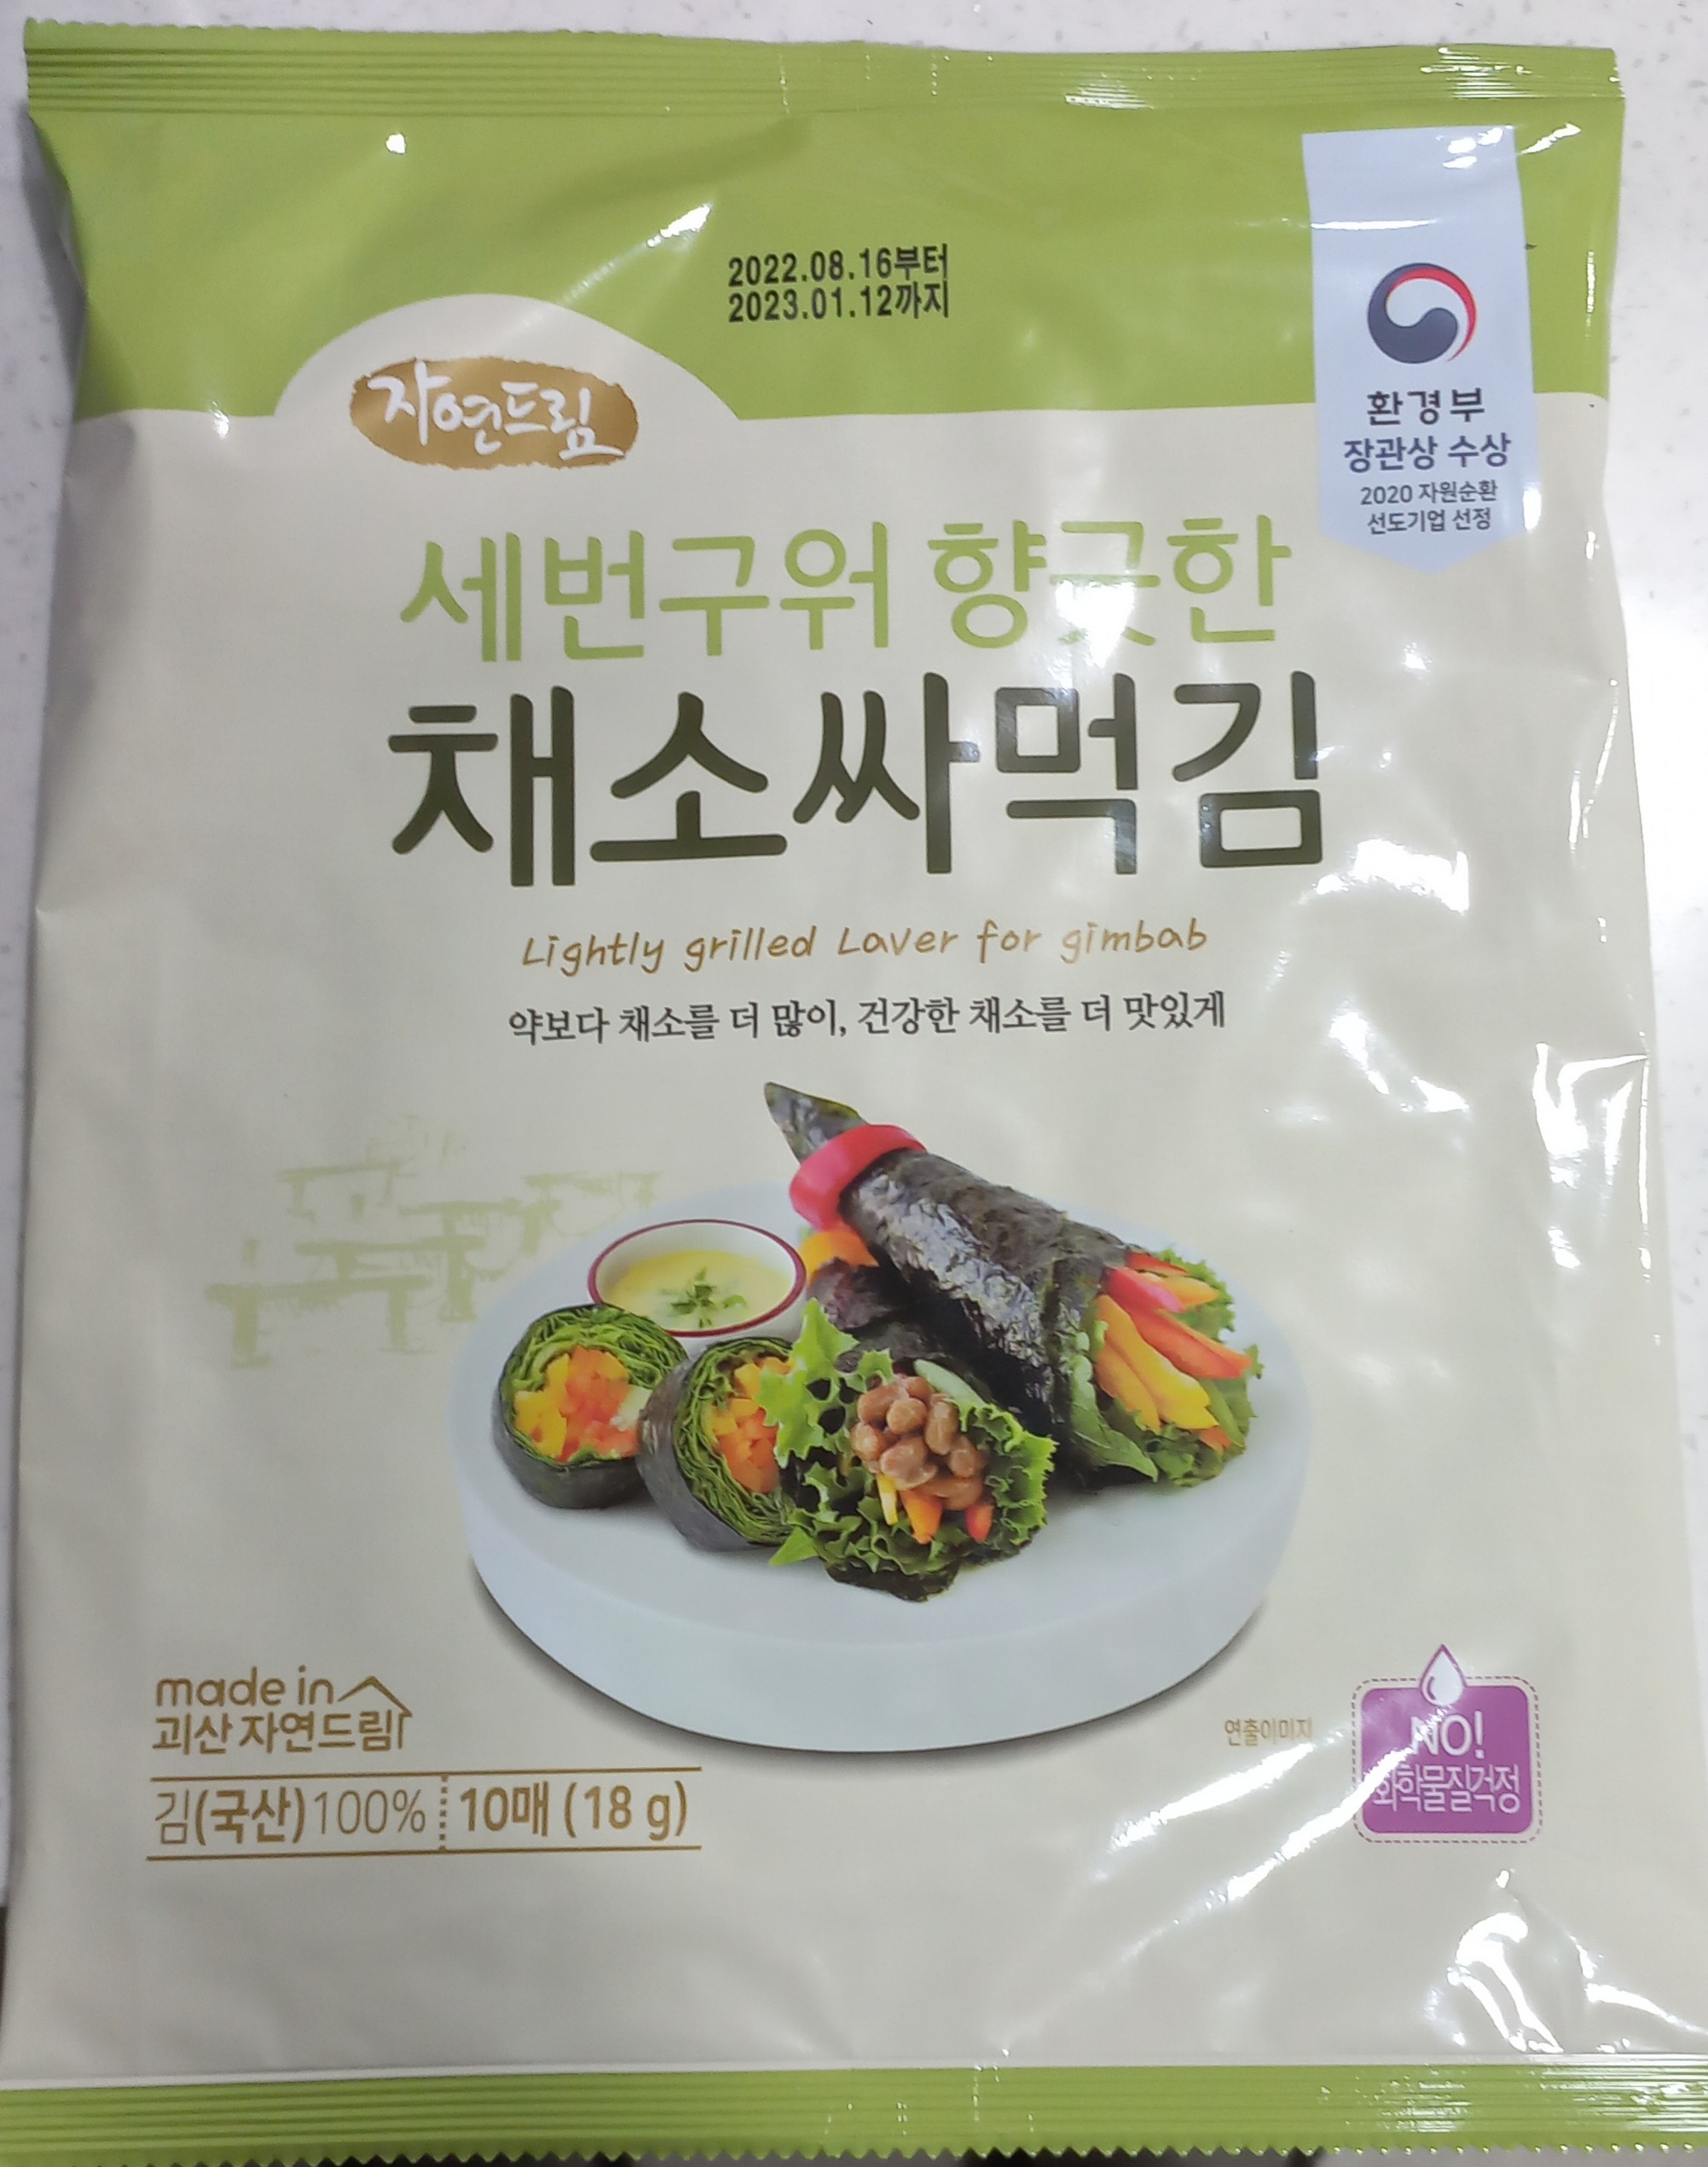 2022.08.16부터
2023.01.12까지
자연드림
환경부
장관상 수상
2020 자원순환
선도기업 선정
세번구워 향긋한
채소싸먹김
Lightly grilled Laver for gimbab
약보다 채소를 더 많이, 건강한 채소를 더 맛있게
made in
괴산 자연드림
김(국산)100% 10매 (18 g)
연출이미지
NO!
화학물질걱정